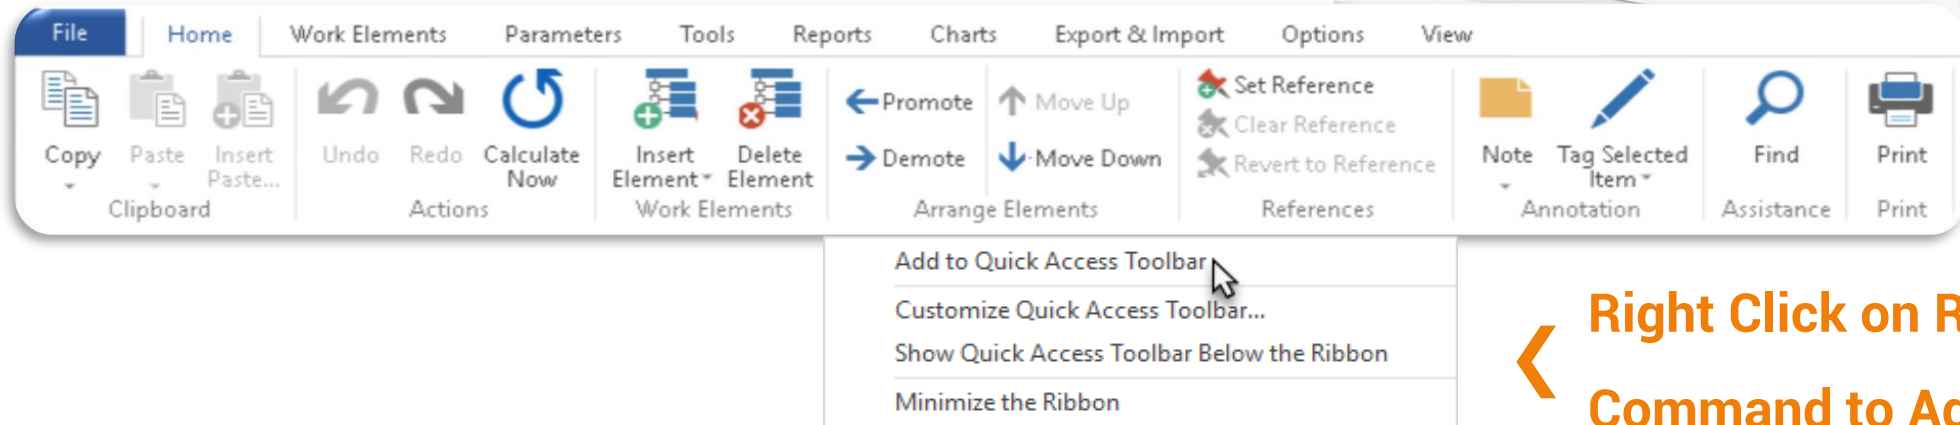 File Home Work Elements Parameters Tools Reports Charts Export & Import Options View
Copy Paste Insert Paste...
Undo Redo Calculate Now
Insert Element Delete Element
Promote Move Up
Demote Move Down
Set Reference
Clear Reference
Revert to Reference
Note Tag Selected Item
Find
Print
Clipboard Actions Work Elements Arrange Elements References Annotation Assistance Print
Add to Quick Access Toolbar
Customize Quick Access Toolbar...
Show Quick Access Toolbar Below the Ribbon
Minimize the Ribbon
Right Click on
Command to